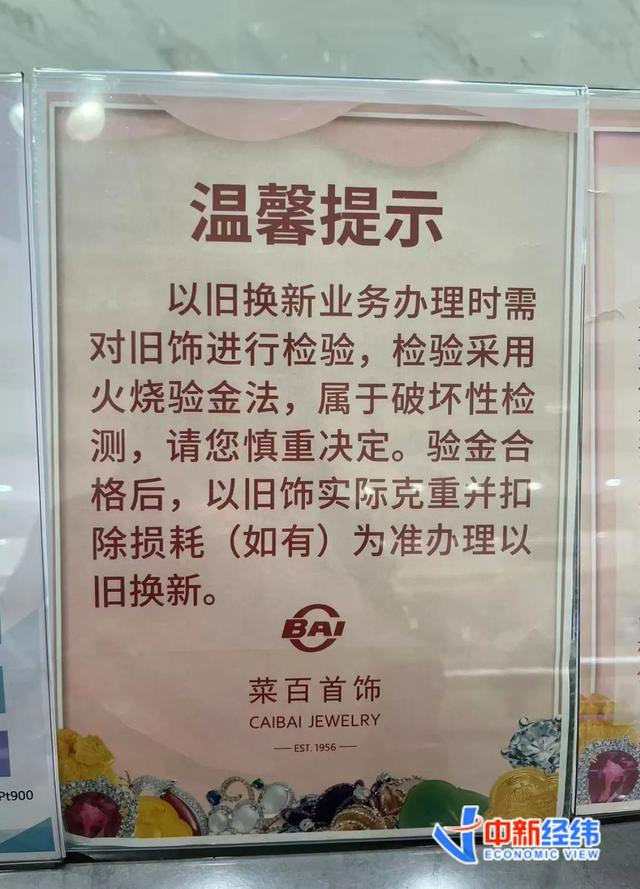 温馨提示
以旧换新业务办理时需
对旧饰进行检验，检验采用
火烧验金法，属于破坏性检
测，请您慎重决定。验金合
格后，以旧饰实际克重并扣
除损耗（如有）为准办理以
旧换新。
BAI
菜百首饰
CAIBAI JEWELRY
EST. 1956
Pt900
中新经纬
ECONOMIC VIEW